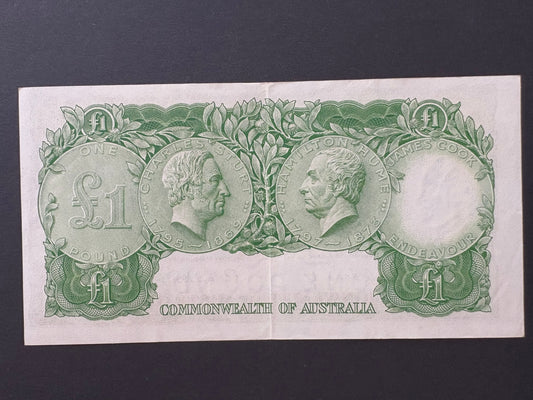 £1
£1
ONE
£1
POUND
CHARLES STURT
1795-1869
HAMILTON HUME
1797-1873
JAMES COOK
ENDEAVOUR
£1
£1
COMMONWEALTH OF AUSTRALIA